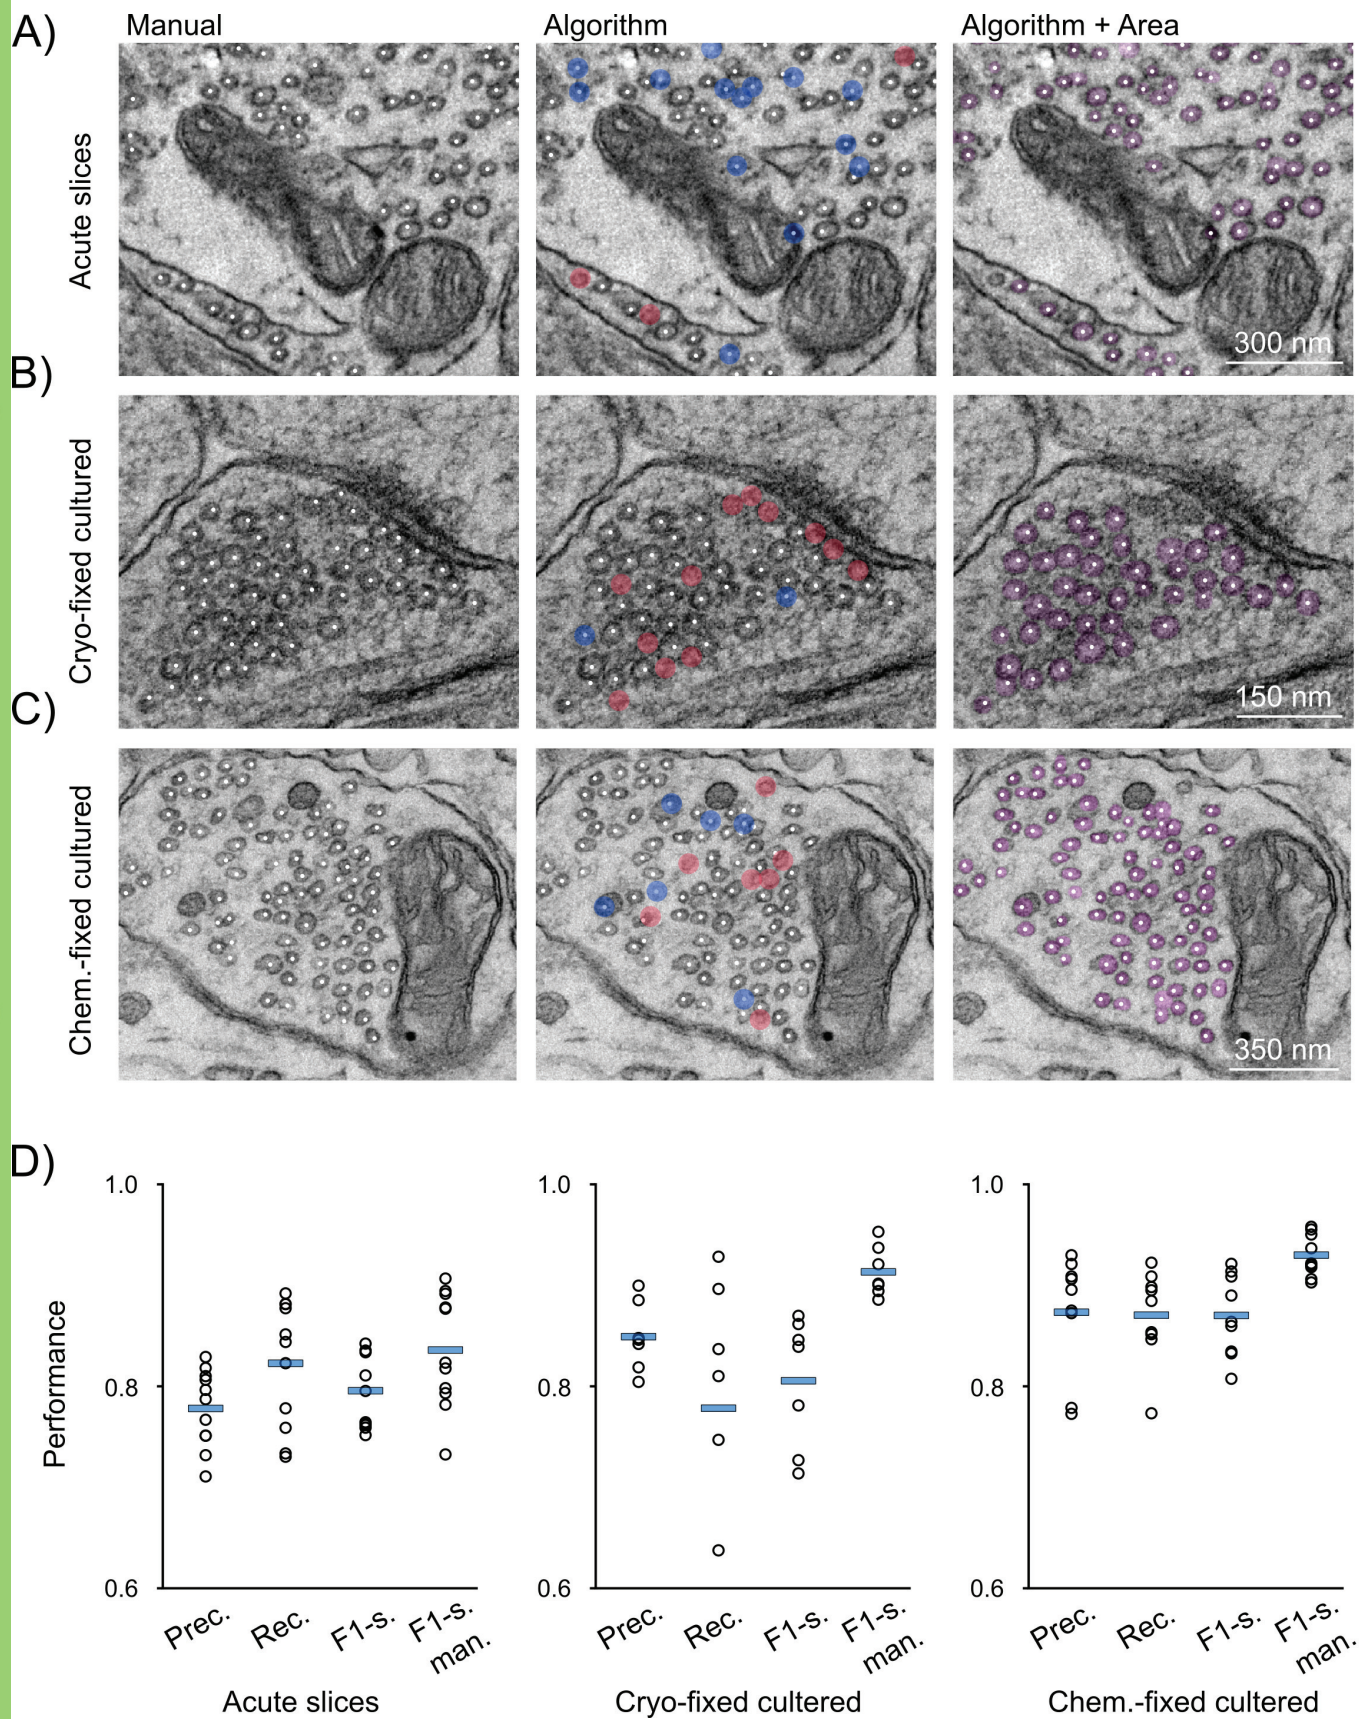 A)
Manual
Algorithm
Algorithm + Area
Acute slices
300 nm
B)
Cryo-fixed cultured
150 nm
C)
Chem.-fixed cultured
350 nm
D)
Performance
1.0
0.8
0.6
Prec.
Rec.
F1-s.
F1-s.
man.
Acute slices
1.0
0.8
0.6
Prec.
Rec.
F1-s.
F1-s.
man.
Cryo-fixed cultered
1.0
0.8
0.6
Prec.
Rec.
F1-s.
F1-s.
man.
Chem.-fixed cultered